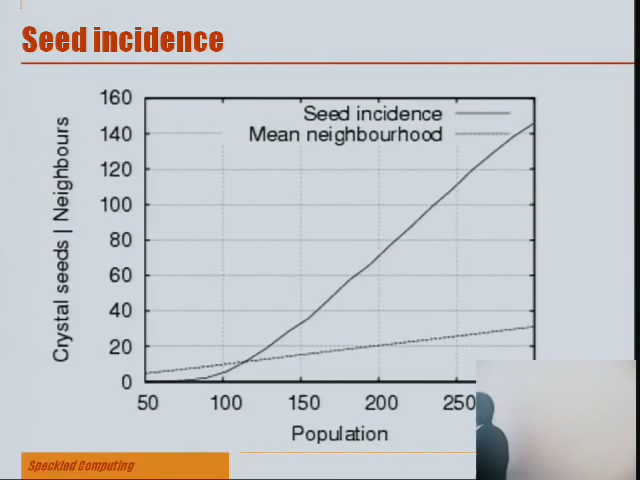 Seed incidence
160
140
120
100
80
60
40
20
0
Crystal seeds | Neighbours
Seed incidence
Mean neighbourhood
50 100 150 200 250
Population
Speckled Computing